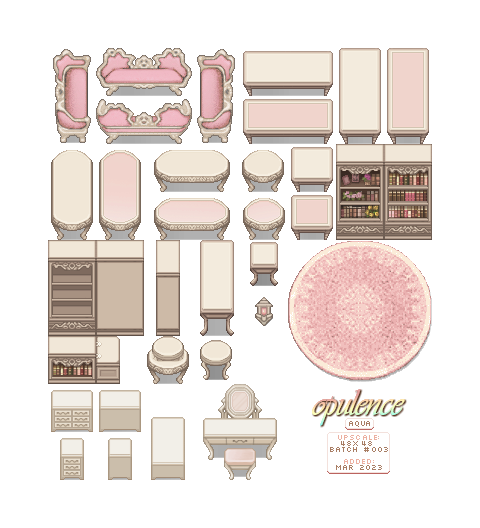 opulence
AQUA
UPSCALE:
48X48
BATCH #003
ADDED:
MAR 2023